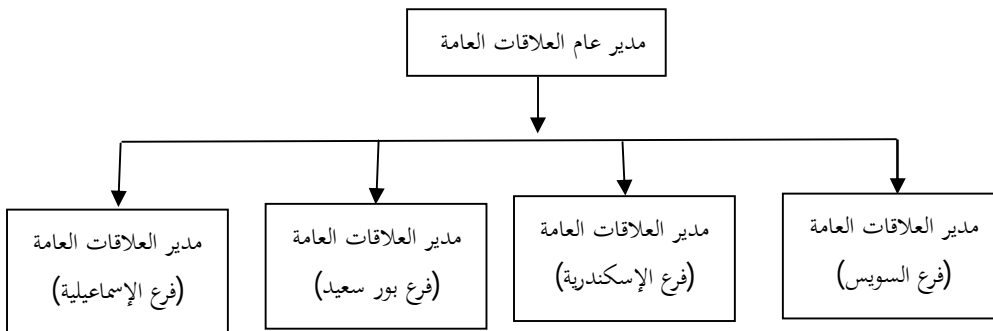 مدير عام العلاقات العامة
مدير العلاقات العامة
(فرع السويس)
مدير العلاقات العامة
(فرع الإسكندرية)
مدير العلاقات العامة
(فرع بور سعيد)
مدير العلاقات العامة
(فرع الإسماعيلية)